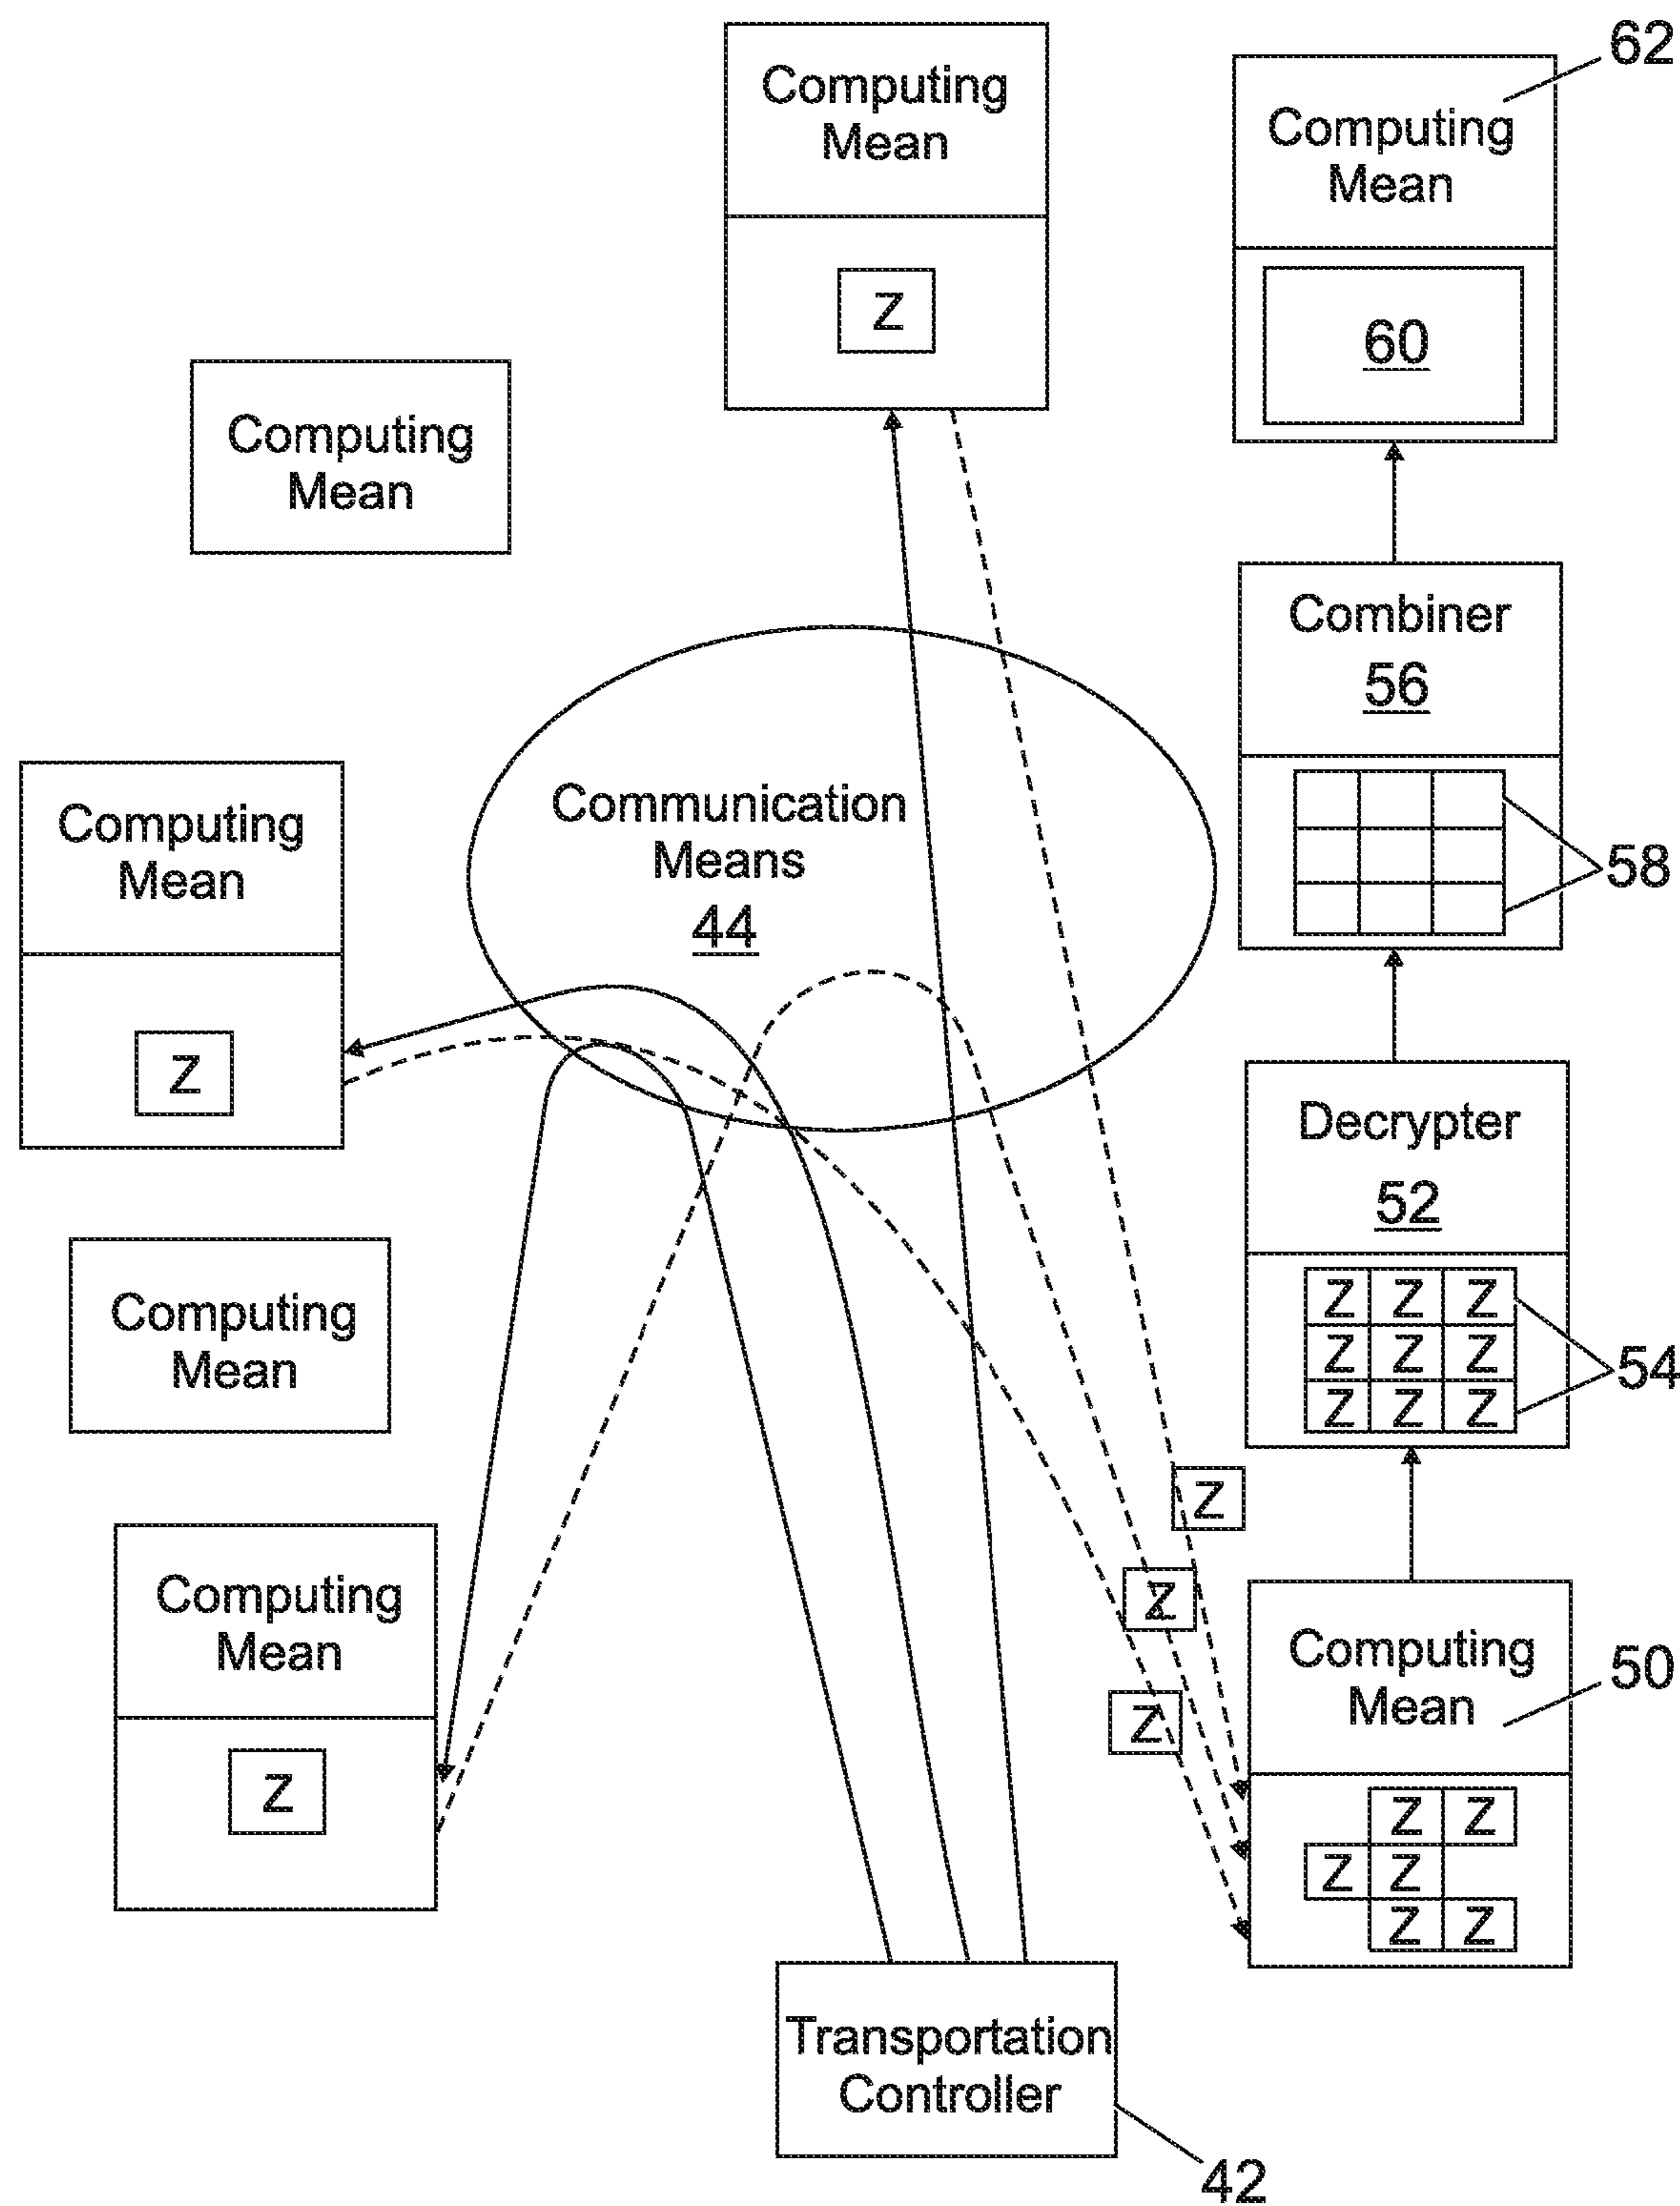 62
Computing
Mean
Z
Computing
Mean
60
Computing
Mean
Combiner
56
58
Communication
Means
44
Computing
Mean
Z
Decrypter
52
Z Z Z
Z Z Z
Z Z Z
54
Computing
Mean
Z
Z
Z
Computing
Mean
Z
Computing
Mean
50
Z Z
Z Z
Z Z
Transportation
Controller
42